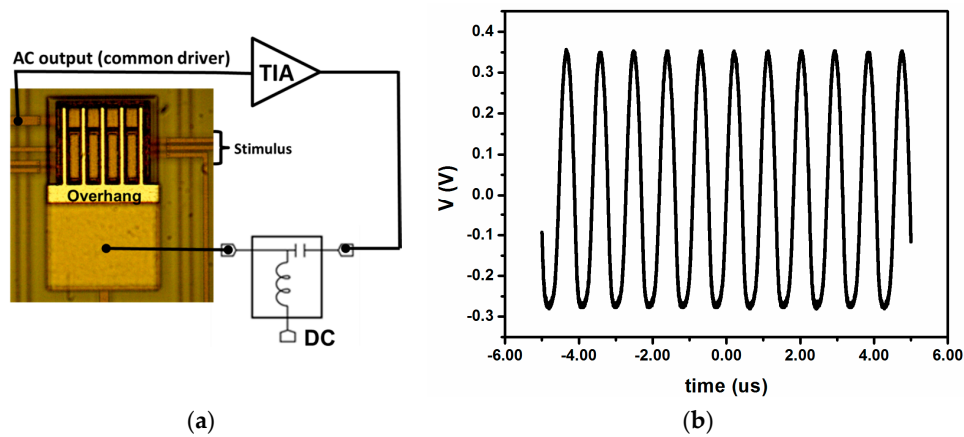 AC output (common driver)
TIA
Stimulus
Overhang
DC
(a)
V (V)
0.4
0.3
0.2
0.1
0.0
-0.1
-0.2
-0.3
-6.00 -4.00 -2.00 0.00 2.00 4.00 6.00
time (us)
(b)